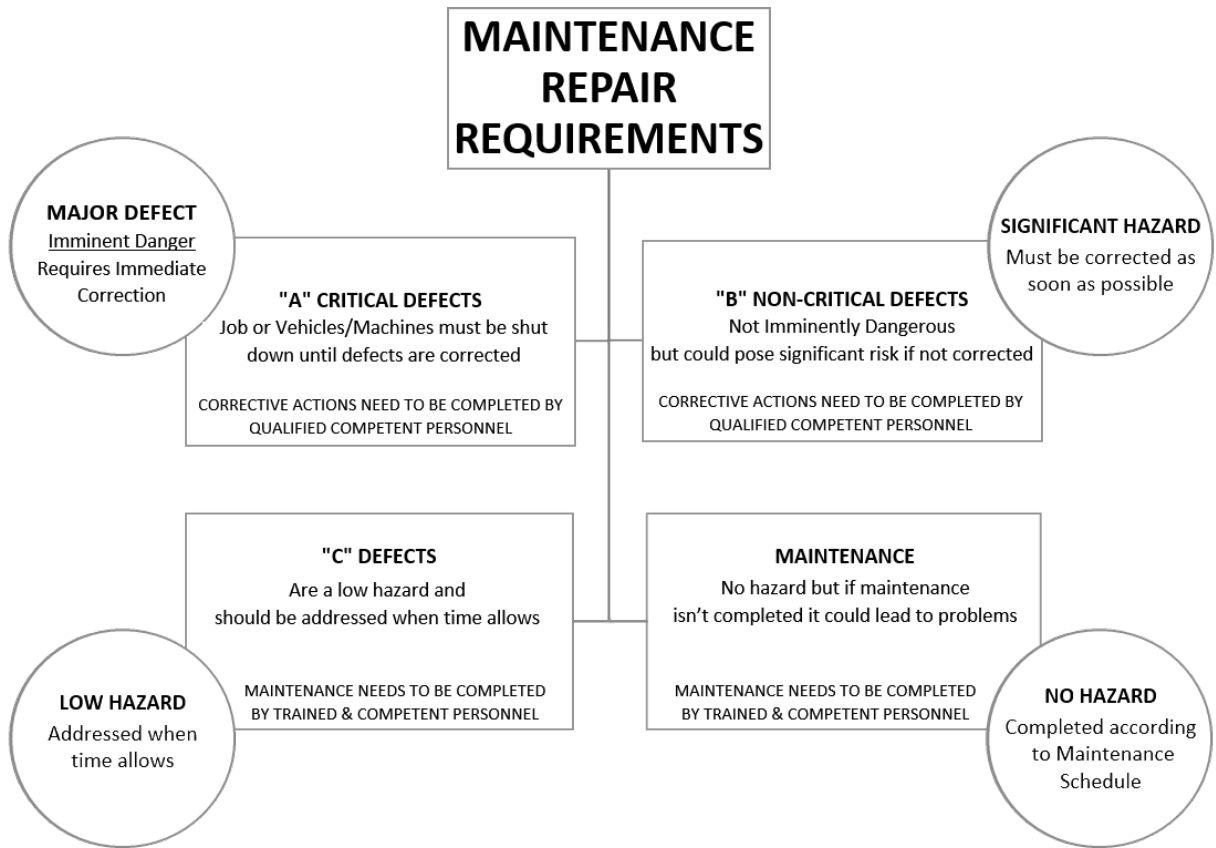 MAINTENANCE
REPAIR
REQUIREMENTS
MAJOR DEFECT
Imminent Danger
Requires Immediate
Correction
"A" CRITICAL DEFECTS
Job or Vehicles/Machines must be shut
down until defects are corrected
CORRECTIVE ACTIONS NEED TO BE COMPLETED BY
QUALIFIED COMPETENT PERSONNEL
"B" NON-CRITICAL DEFECTS
Not Imminently Dangerous
but could pose significant risk if not corrected
CORRECTIVE ACTIONS NEED TO BE COMPLETED BY
QUALIFIED COMPETENT PERSONNEL
SIGNIFICANT HAZARD
Must be corrected as
soon as possible
"C" DEFECTS
Are a low hazard and
should be addressed when time allows
MAINTENANCE NEEDS TO BE COMPLETED
BY TRAINED & COMPETENT PERSONNEL
LOW HAZARD
Addressed when
time allows
MAINTENANCE
No hazard but if maintenance
isn’t completed it could lead to problems
MAINTENANCE NEEDS TO BE COMPLETED
BY TRAINED & COMPETENT PERSONNEL
NO HAZARD
Completed according
to Maintenance
Schedule